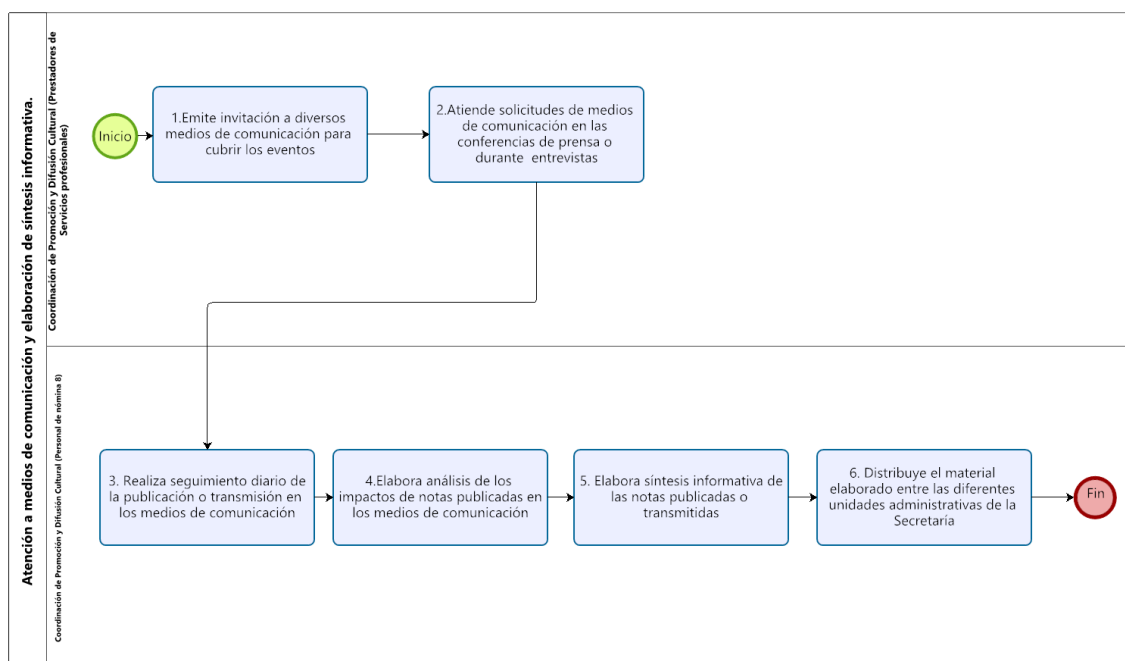 Atención a medios de comunicación y elaboración de síntesis informativa.
Coordinación de Promoción y Difusión Cultural (Prestadores de
Servicios profesionales)
Inicio
1.Emite invitación a diversos
medios de comunicación para
cubrir los eventos
2.Atiende solicitudes de medios
de comunicación en las
conferencias de prensa o
durante entrevistas
Coordinación de Promoción y Difusión Cultural (Personal de nómina 8)
3. Realiza seguimiento diario de
la publicación o transmisión en
los medios de comunicación
4.Elabora análisis de los
impactos de notas publicadas en
los medios de comunicación
5. Elabora síntesis informativa de
las notas publicadas o
transmitidas
6. Distribuye el material
elaborado entre las diferentes
unidades administrativas de la
Secretaría
Fin